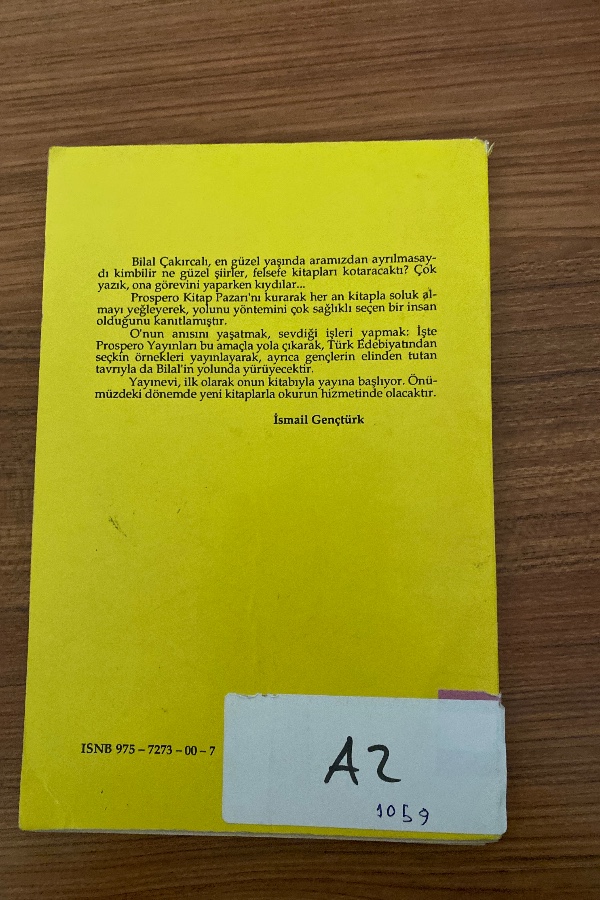 Bilal Çakırcalı, en güzel yaşında aramızdan ayrılmasay-
dı kimbilir ne güzel şiirler, felsefe kitapları kotaracaktı? Çok
yazık, ona görevini yaparken kıydılar...
Prospero Kitap Pazarı'nı kurarak her an kitapla soluk al-
mayı yeğleyerek, yolunu yöntemini çok sağlıklı seçen bir insan
olduğunu kanıtlamıştır.
O'nun anısını yaşatmak, sevdiği işleri yapmak: İşte
Prospero Yayınları bu amaçla yola çıkarak, Türk Edebiyatından
seçkin örnekleri yayınlayarak, ayrıca gençlerin elinden tutan
tavrıyla da Bilal'in yolunda yürüyecektir.
Yayınevi, ilk olarak onun kitabıyla yayına başlıyor. Önü-
müzdeki dönemde yeni kitaplarla okurun hizmetinde olacaktır.
İsmail Gençtürk
ISNB 975 – 7273 – 00 – 7
A2
1059